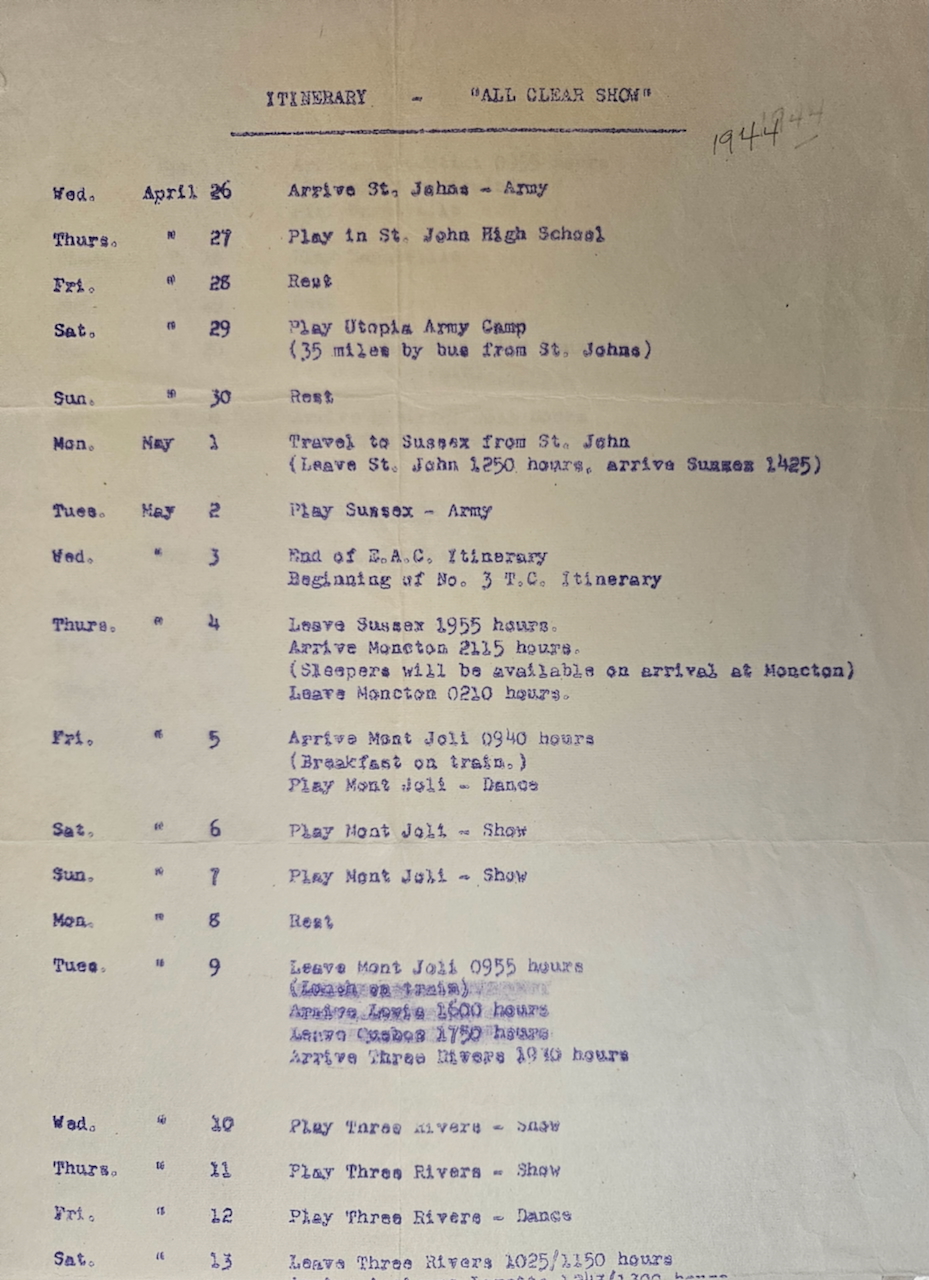 ITINERARY - "ALL CLEAR SHOW"
1944
Wed. April 26 Arrive St. Johns - Army
Thurs. " 27 Play in St. John High School
Fri. " 28 Rest
Sat. " 29 Play Utopia Army Camp
(35 miles by bus from St. Johns)
Sun. " 30 Rest
Mon. May 1 Travel to Sussex from St. John
(Leave St. John 1250 hours, arrive Sussex 1425)
Tues. May 2 Play Sussex - Army
Wed. " 3 End of E.A.C. Itinerary
Beginning of No. 3 T.C. Itinerary
Thurs. " 4 Leave Sussex 1955 hours.
Arrive Moncton 2115 hours.
(Sleepers will be available on arrival at Moncton)
Leave Moncton 0210 hours.
Fri. " 5 Arrive Mont Joli 0940 hours
(Breakfast on train.)
Play Mont Joli - Dance
Sat. " 6 Play Mont Joli - Show
Sun. " 7 Play Mont Joli - Show
Mon. " 8 Rest
Tues. " 9 Leave Mont Joli 0955 hours
(Lunch on train)
Arrive Levis 1600 hours
Leave Quebec 1750 hours
Arrive Three Rivers hours
Wed. " 10 Play Three Rivers - Show
Thurs. " 11 Play Three Rivers - Show
Fri. " 12 Play Three Rivers - Dance
Sat. " 13 Leave Three Rivers 1025/1150 hours